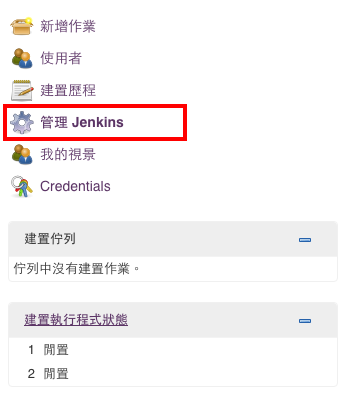 新增作業
使用者
建置歷程
管理 Jenkins
我的視景
Credentials
建置佇列
佇列中沒有建置作業。
建置執行程式狀態
1 閒置
2 閒置